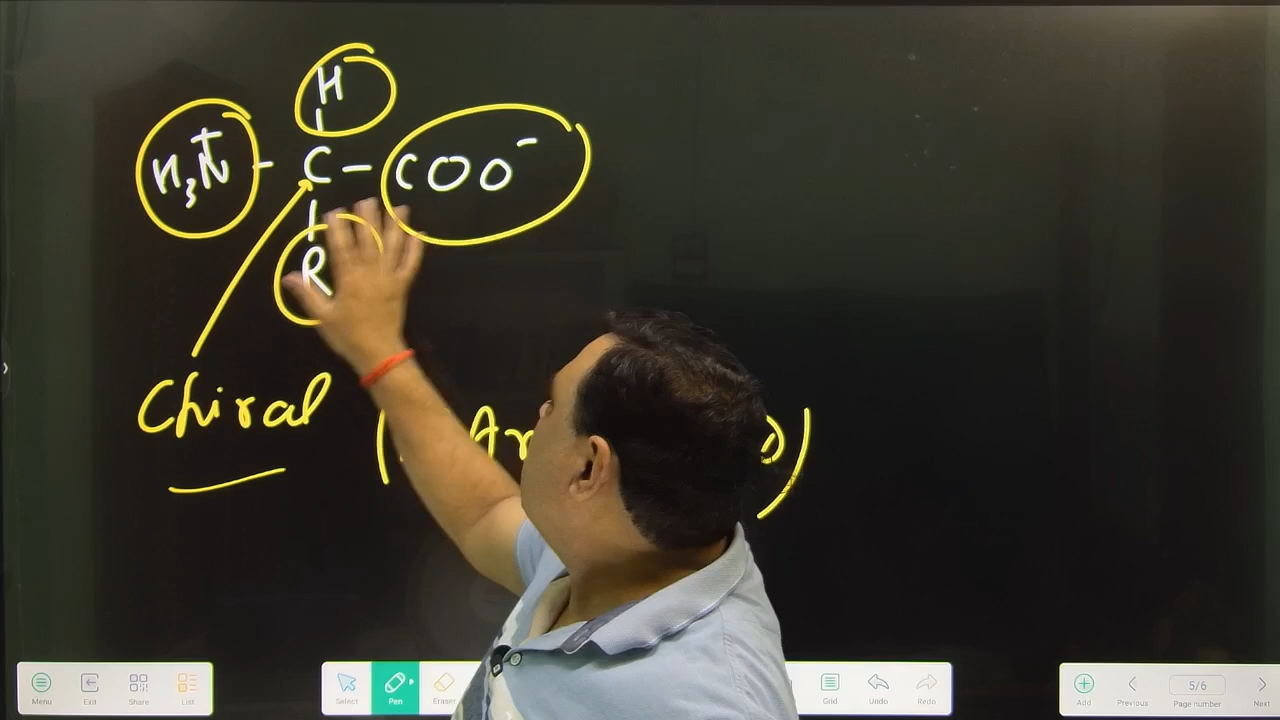 H
H₃N⁺ - C - COO⁻
R
Chiral (
)
Menu Exit Share List Select Pen Eraser Grid Undo Redo Add Previous 5/6 Page number Next